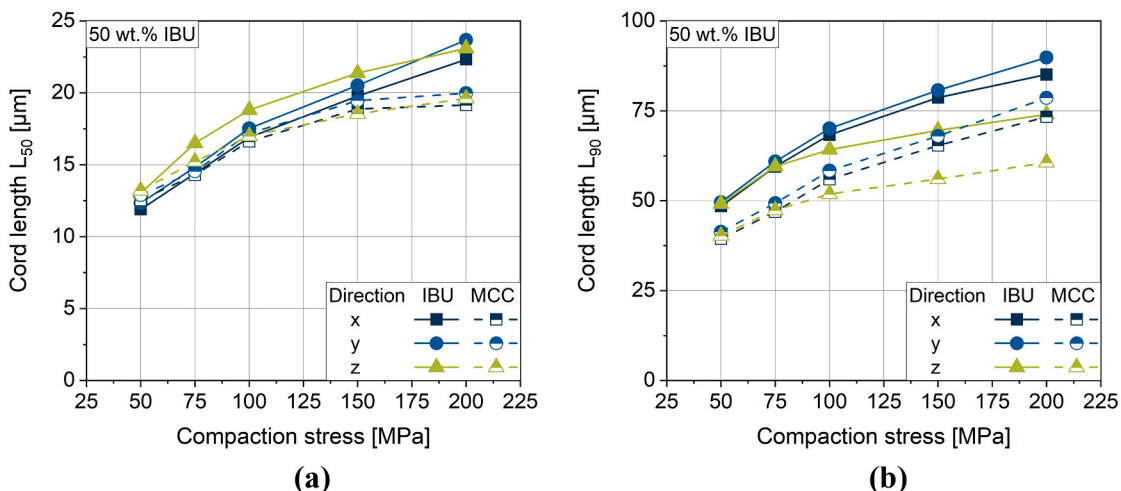 50 wt.% IBU
Cord length L50 [µm]
25
20
15
10
5
0
Direction IBU MCC
x
y
z
25 50 75 100 125 150 175 200 225
Compaction stress [MPa]
(a)
50 wt.% IBU
Cord length L90 [µm]
100
75
50
25
0
Direction IBU MCC
x
y
z
25 50 75 100 125 150 175 200 225
Compaction stress [MPa]
(b)